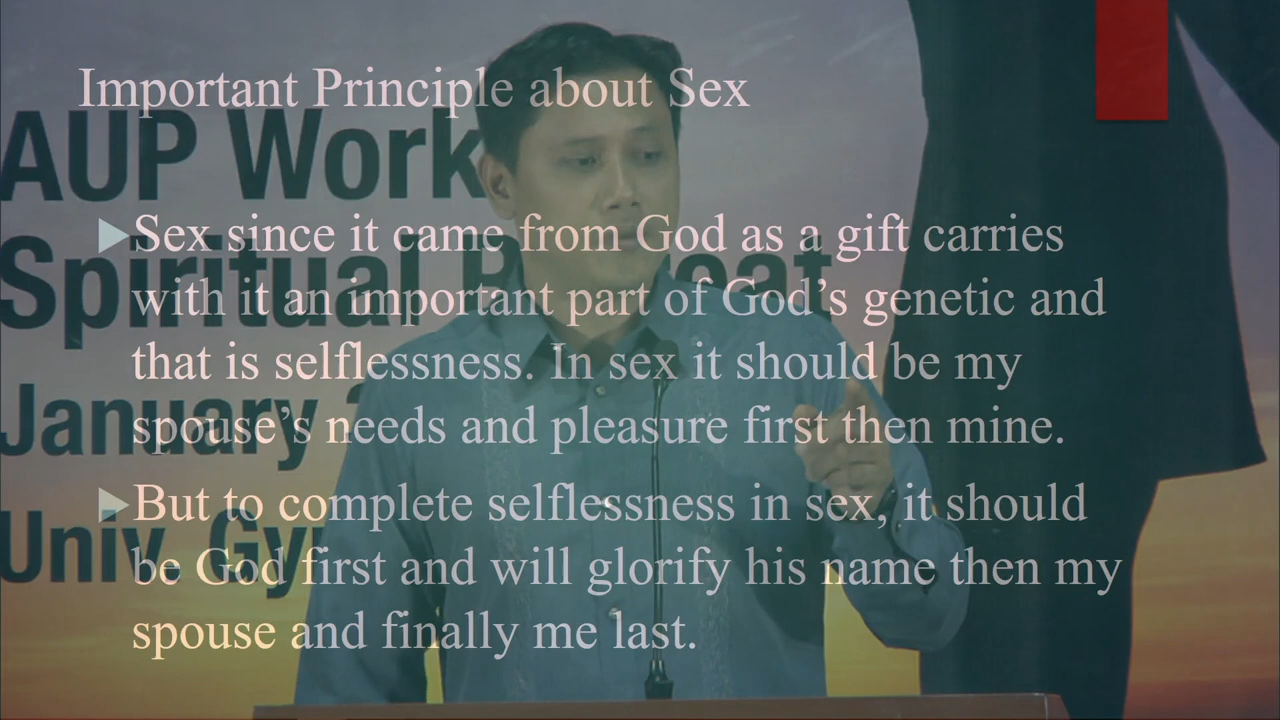 Important Principle about Sex
AUP Work
Sex since it came from God as a gift carries
Spiritual
with it an important part of God's genetic and
that is selflessness. In sex it should be my
January
spouse's needs and pleasure first then mine.
But to complete selflessness in sex, it should
Univ.
be God first and will glorify his name then my
spouse and finally me last.